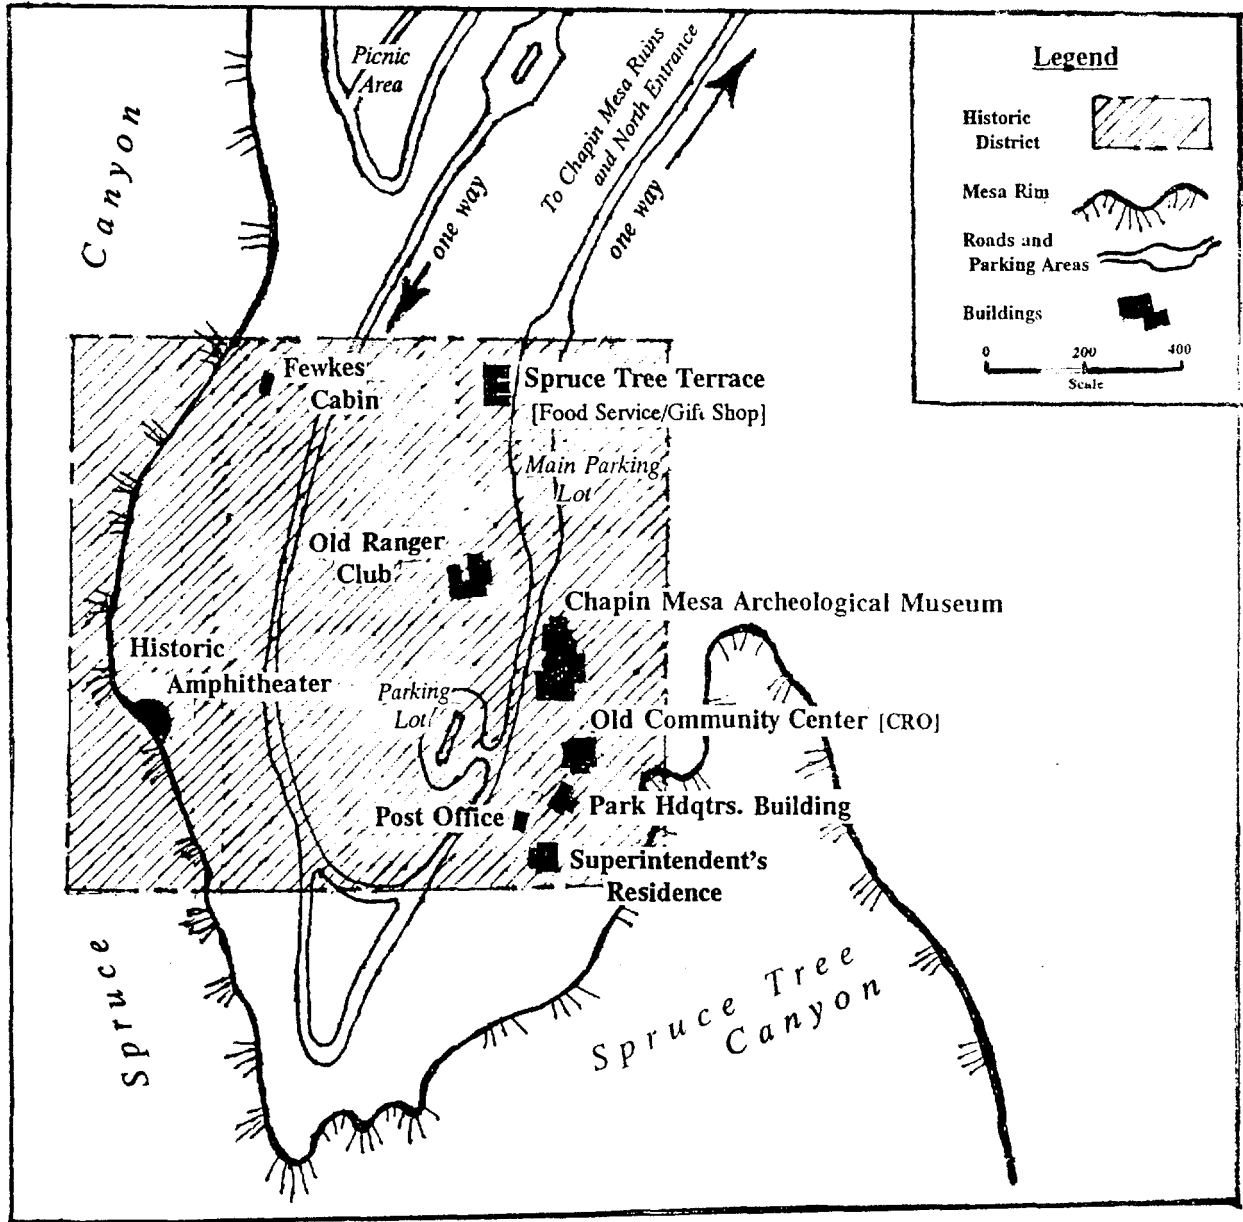 Picnic
Area
To Chapin Mesa Ruins
and North Entrance
one way
one way
Canyon
Legend
Historic
District
Mesa Rim
Roads and
Parking Areas
Buildings
0 200 400
Scale
Fewkes
Cabin
Spruce Tree Terrace
[Food Service/Gift Shop]
Main Parking
Lot
Old Ranger
Club
Chapin Mesa Archeological Museum
Historic
Amphitheater
Parking
Lot
Old Community Center [CRO]
Post Office
Park Hdqtrs. Building
Superintendent's
Residence
Spruce
Spruce Tree
Canyon